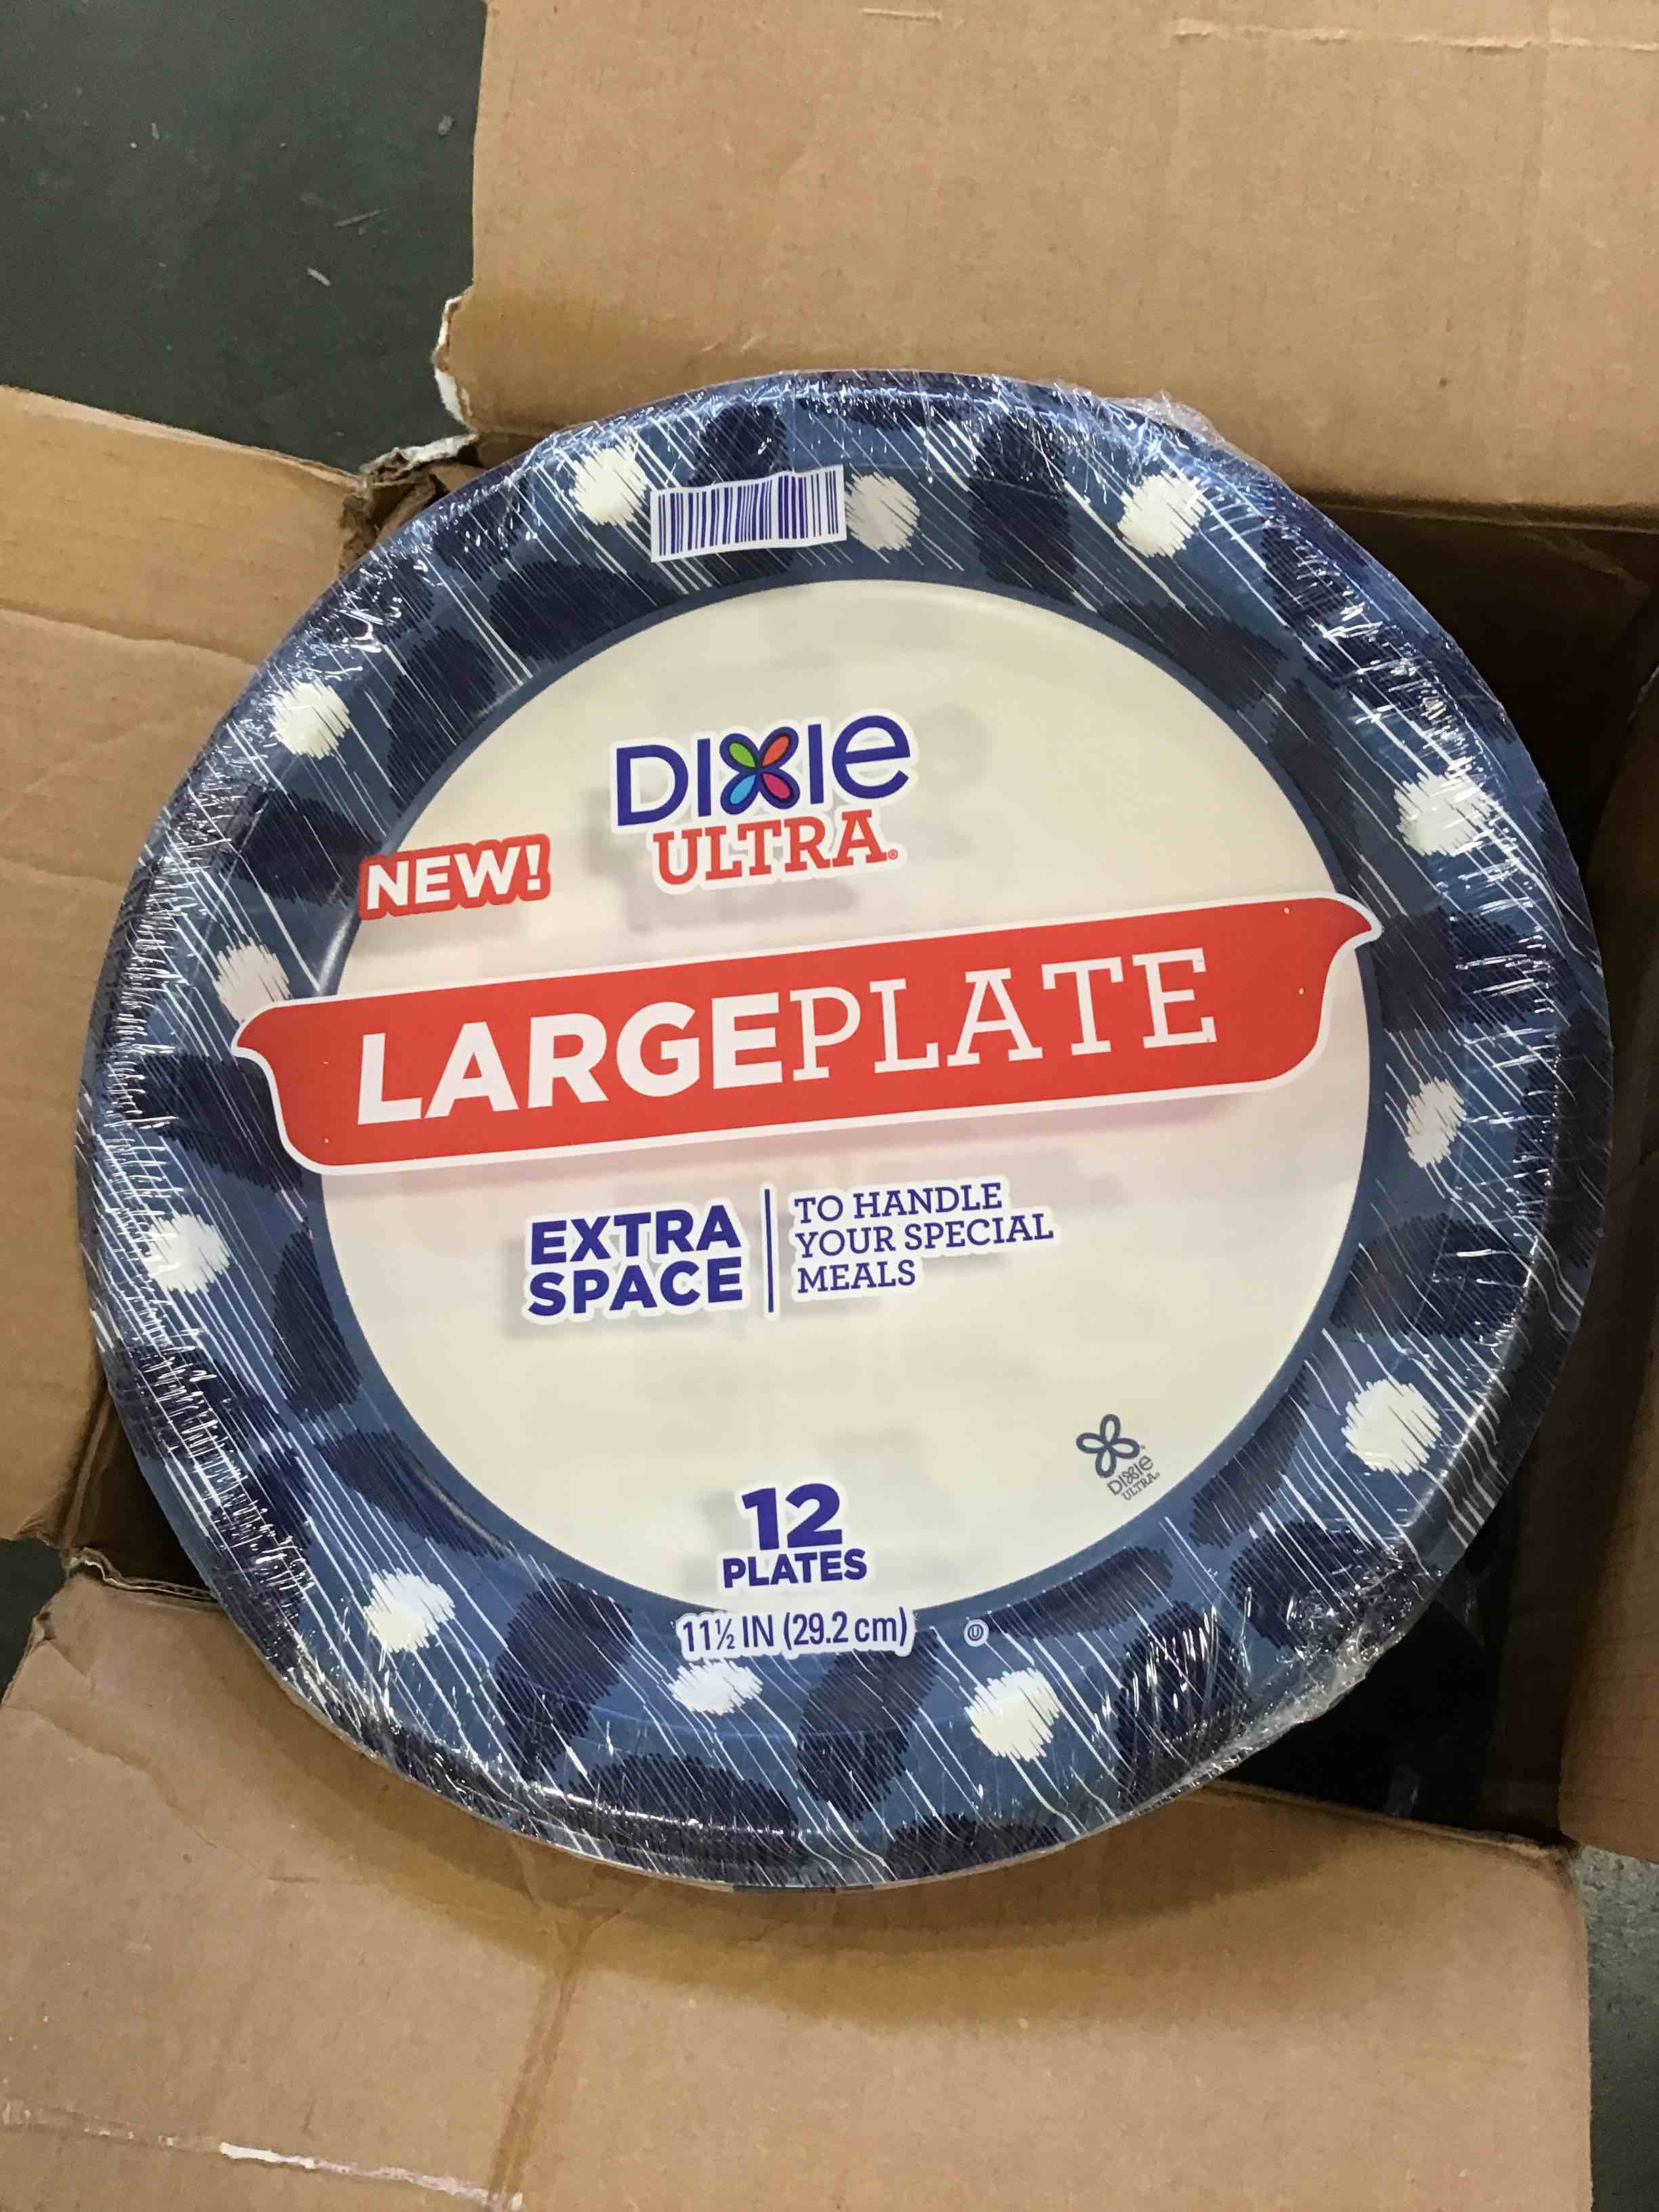 DIXIE
ULTRA®
NEW!
LARGEPLATE
EXTRA
SPACE
TO HANDLE
YOUR SPECIAL
MEALS
DIXIE
ULTRA®
12
PLATES
11½ IN (29.2 cm)
U